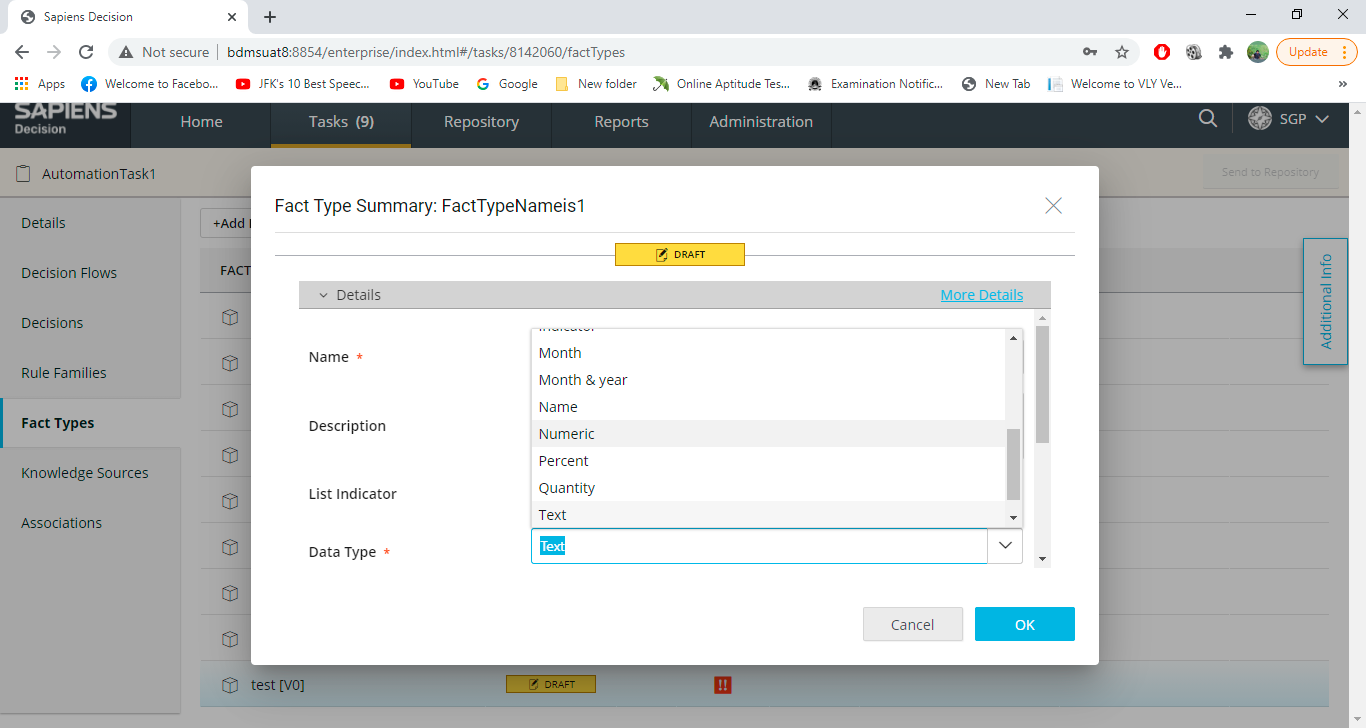 Sapiens Decision
Not secure bdmsuat8:8854/enterprise/index.html#/tasks/8142060/factTypes
Update
Apps Welcome to Facebo... JFK's 10 Best Speec... YouTube Google New folder Online Aptitude Tes... Examination Notific... New Tab Welcome to VLY Ve... »
SAPIENS
Decision
Home Tasks (9) Repository Reports Administration SGP
AutomationTask1 Send to Repository
Details
Decision Flows
Decisions
Rule Families
Fact Types
Knowledge Sources
Associations
+Add
FACT
Fact Type Summary: FactTypeNameis1
DRAFT
Details More Details
Name *
Description
List Indicator
Data Type *
Indicator
Month
Month & year
Name
Numeric
Percent
Quantity
Text
Text
Cancel OK
Additional Info
test [V0] DRAFT !!